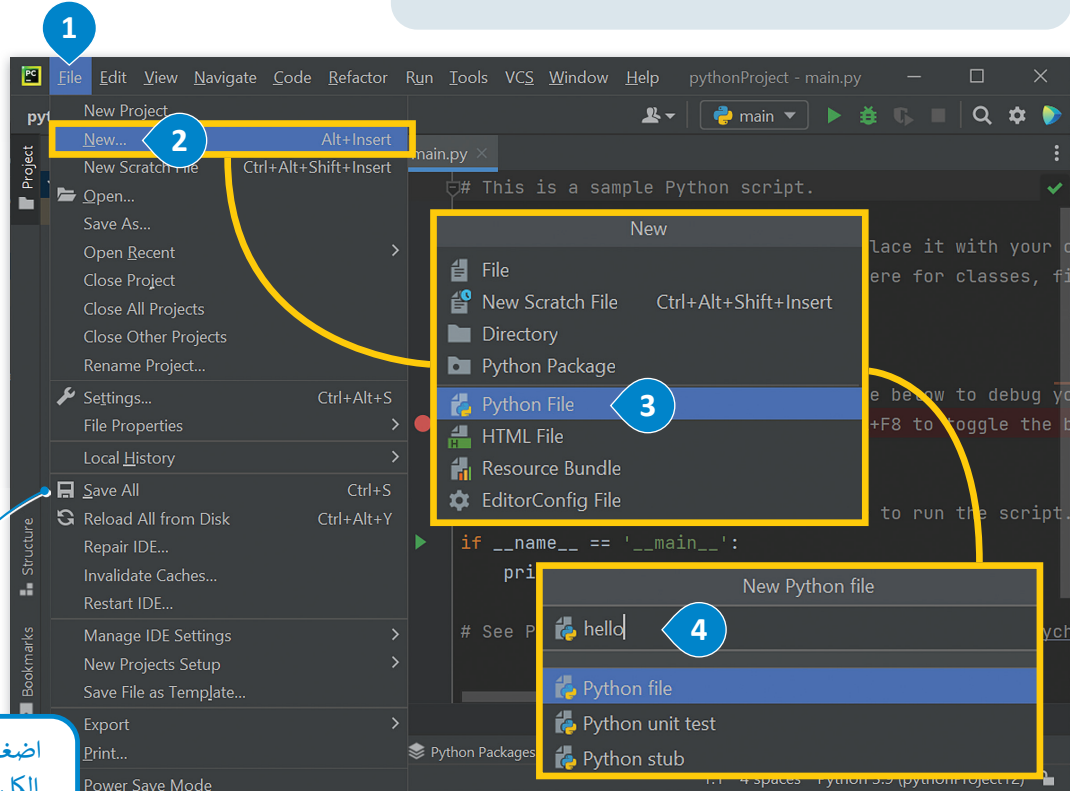 1
PC
File Edit View Navigate Code Refactor Run Tools VCS Window Help pythonProject - main.py
main
New Project
New... Alt+Insert
2
New Scratch File Ctrl+Alt+Shift+Insert
Open...
Save As...
Open Recent
Close Project
Close All Projects
Close Other Projects
Rename Project...
Settings... Ctrl+Alt+S
File Properties
Local History
Save All Ctrl+S
Reload All from Disk Ctrl+Alt+Y
Repair IDE...
Invalidate Caches...
Restart IDE...
Manage IDE Settings
New Projects Setup
Save File as Template...
Export
Print...
Power Save Mode
Project
Structure
Bookmarks
main.py
# This is a sample Python script.
lace it with your
ere for classes,
below to debug
+F8 to toggle the
to run the script.
if __name__ == '__main__':
pri
# See P
New
File
New Scratch File Ctrl+Alt+Shift+Insert
Directory
Python Package
Python File
3
HTML File
Resource Bundle
EditorConfig File
New Python file
hello
4
Python file
Python unit test
Python stub
Python Packages